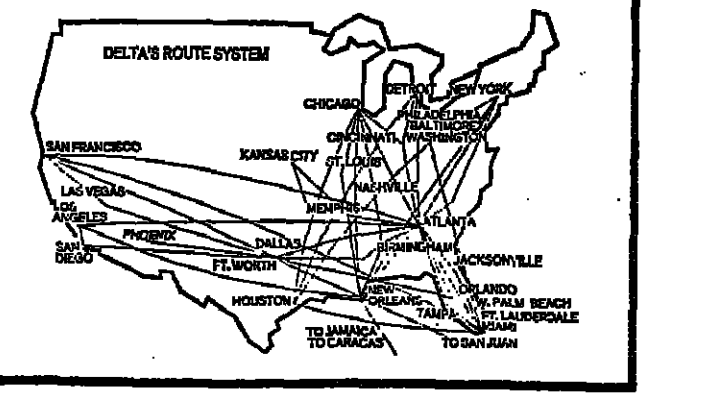 DELTA'S ROUTE SYSTEM
DETROIT
NEW YORK
CHICAGO
PHILADELPHIA
BALTIMORE
CINCINNATI
WASHINGTON
SAN FRANCISCO
KANSAS CITY
ST. LOUIS
LAS VEGAS
NASHVILLE
LOS
ANGELES
MEMPHIS
ATLANTA
PHOENIX
SAN
DIEGO
DALLAS
FT. WORTH
BIRMINGHAM
JACKSONVILLE
HOUSTON
NEW
ORLEANS
ORLANDO
W. PALM BEACH
TAMPA
FT. LAUDERDALE
MIAMI
TO JAMAICA
TO CARACAS
TO SAN JUAN